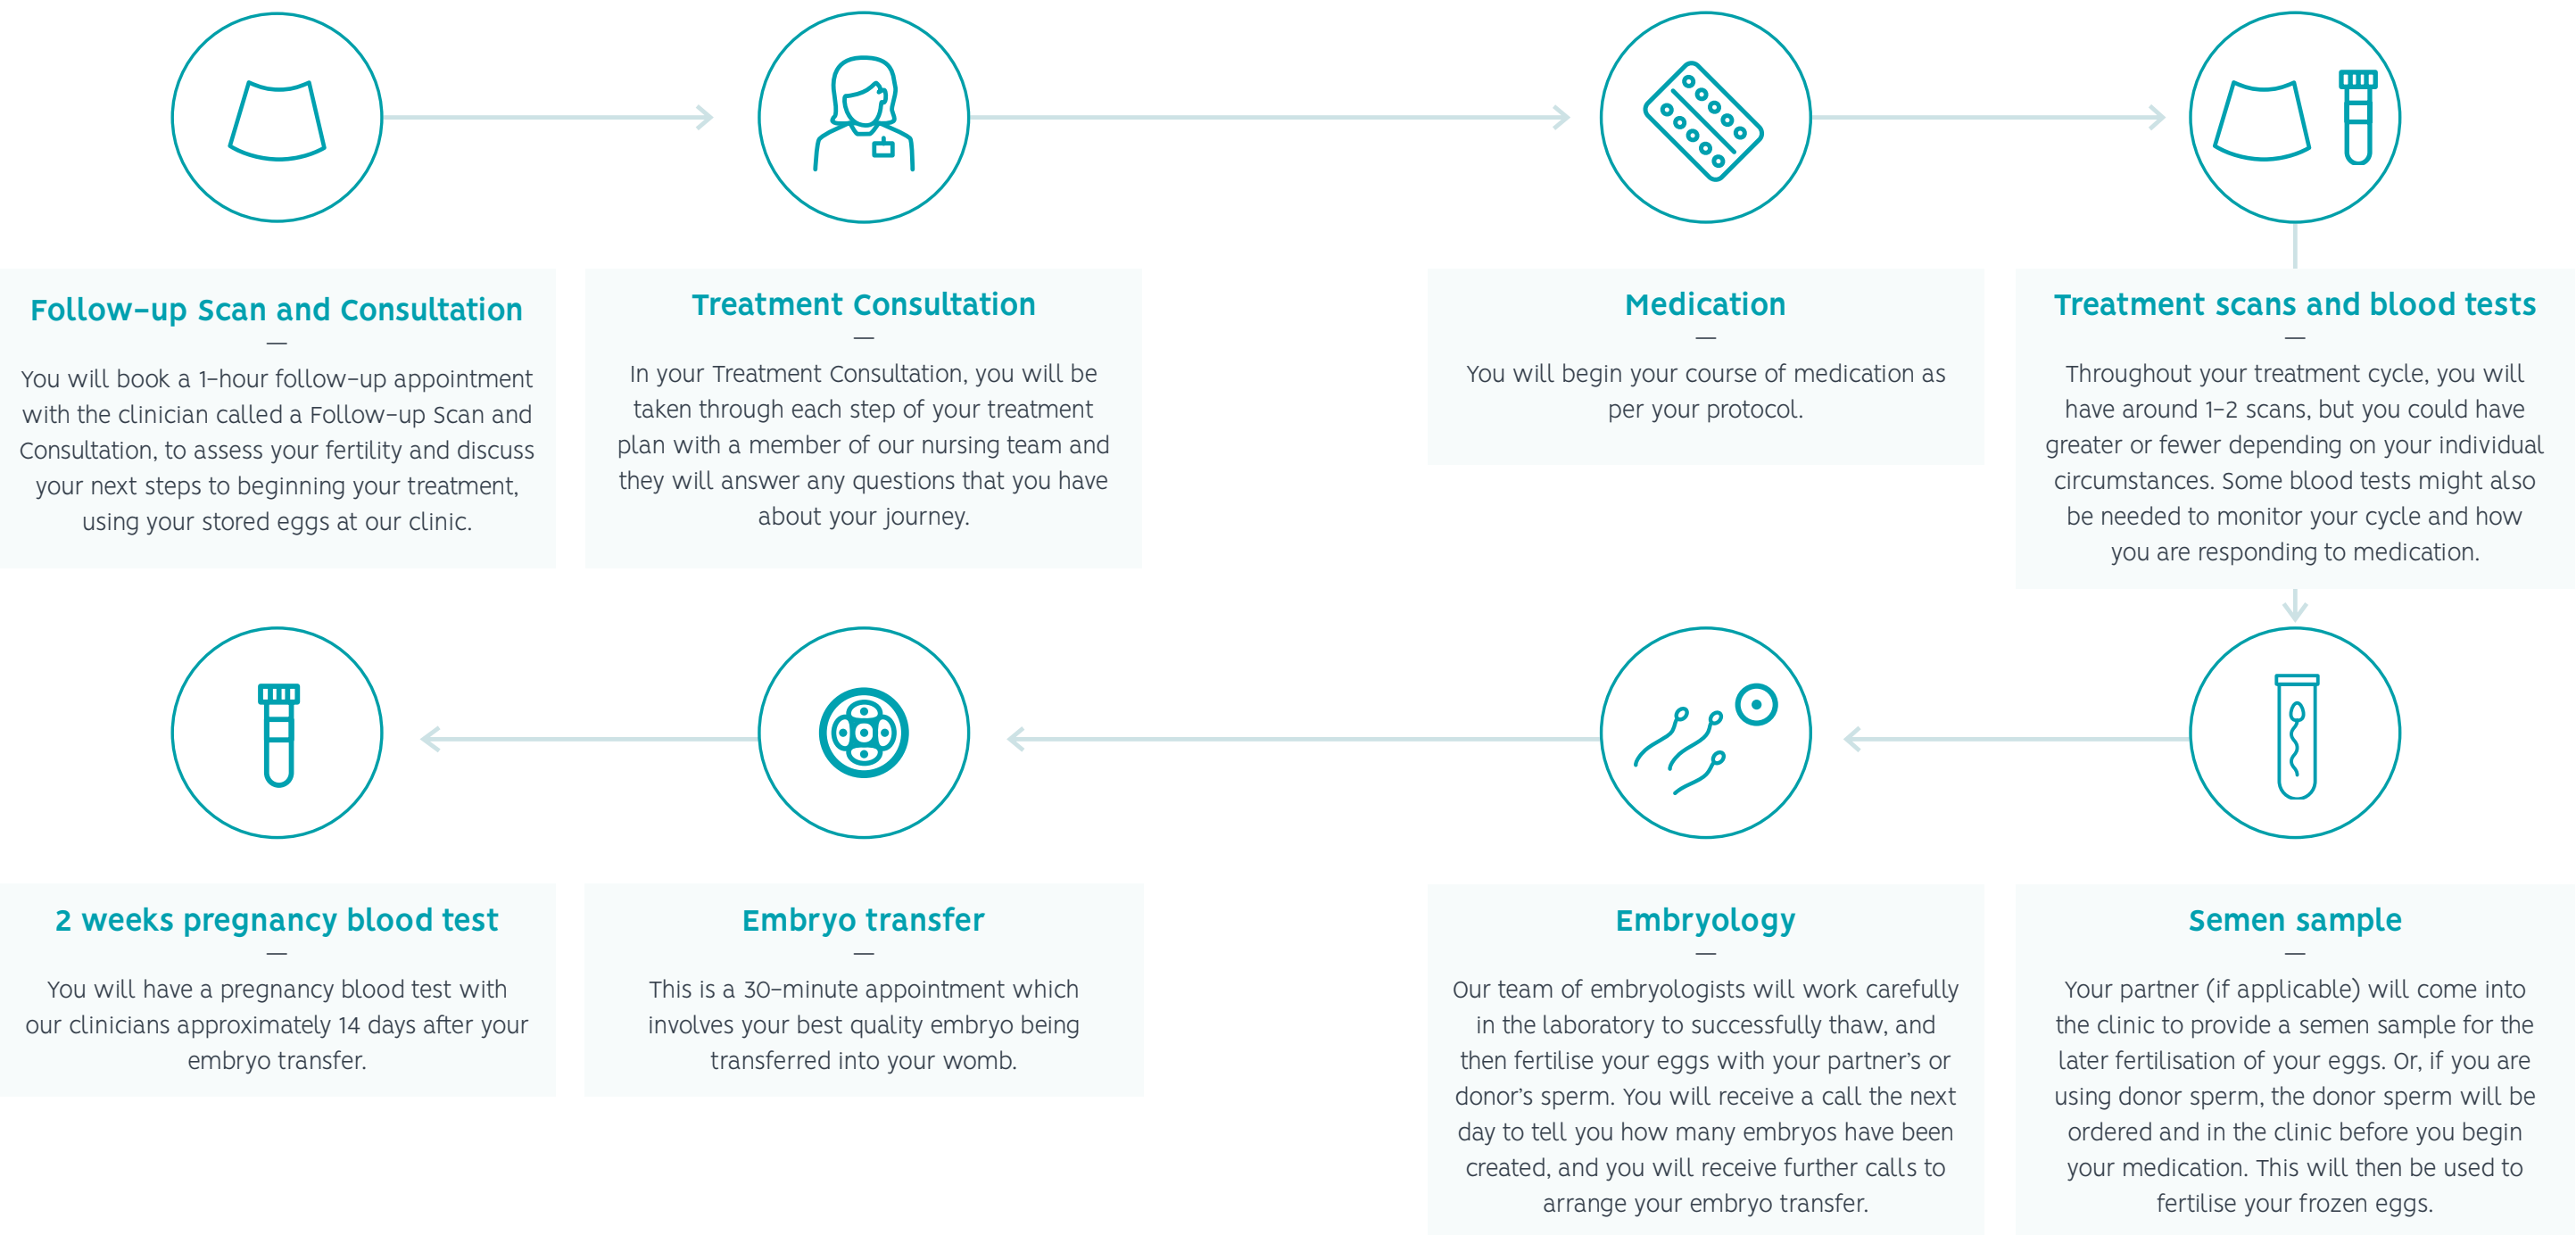 Follow-up Scan and Consultation
You will book a 1-hour follow-up appointment
with the clinician called a Follow-up Scan and
Consultation, to assess your fertility and discuss
your next steps to beginning your treatment,
using your stored eggs at our clinic.
Treatment Consultation
In your Treatment Consultation, you will be
taken through each step of your treatment
plan with a member of our nursing team and
they will answer any questions that you have
about your journey.
Medication
You will begin your course of medication as
per your protocol.
Treatment scans and blood tests
Throughout your treatment cycle, you will
have around 1-2 scans, but you could have
greater or fewer depending on your individual
circumstances. Some blood tests might also
be needed to monitor your cycle and how
you are responding to medication.
Semen sample
Your partner (if applicable) will come into
the clinic to provide a semen sample for the
later fertilisation of your eggs. Or, if you are
using donor sperm, the donor sperm will be
ordered and in the clinic before you begin
your medication. This will then be used to
fertilise your frozen eggs.
Embryology
Our team of embryologists will work carefully
in the laboratory to successfully thaw, and
then fertilise your eggs with your partner's or
donor's sperm. You will receive a call the next
day to tell you how many embryos have been
created, and you will receive further calls to
arrange your embryo transfer.
Embryo transfer
This is a 30-minute appointment which
involves your best quality embryo being
transferred into your womb.
2 weeks pregnancy blood test
You will have a pregnancy blood test with
our clinicians approximately 14 days after your
embryo transfer.